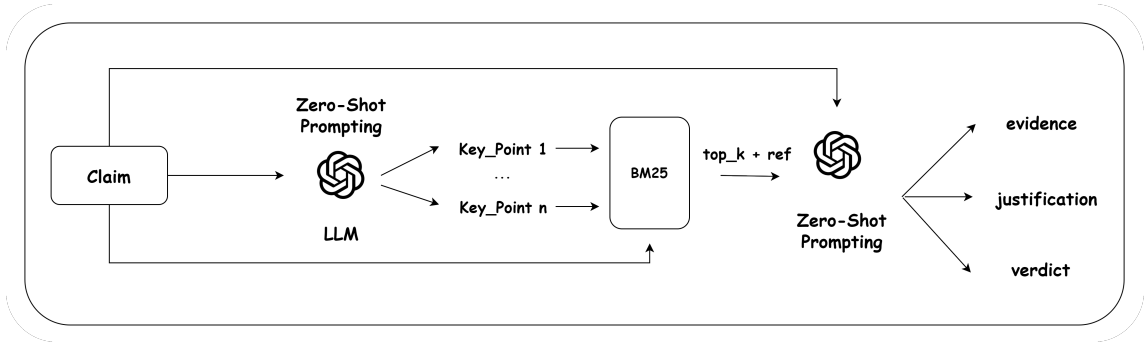 Claim
Zero-Shot
Prompting
LLM
Key_Point 1
...
Key_Point n
BM25
top_k + ref
Zero-Shot
Prompting
evidence
justification
verdict